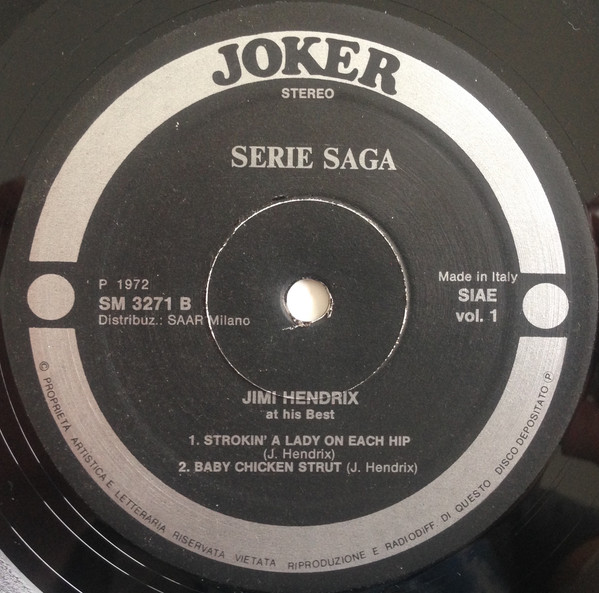 JOKER
STEREO
SERIE SAGA
P 1972
SM 3271 B
Distribuz.: SAAR Milano
Made in Italy
SIAE
vol. 1
JIMI HENDRIX
at his Best
1. STROKIN' A LADY ON EACH HIP
(J. Hendrix)
2. BABY CHICKEN STRUT (J. Hendrix)
© PROPRIETÀ ARTISTICA E LETTERARIA RISERVATA VIETATA RIPRODUZIONE E RADIODIFF. DI QUESTO DISCO DEPOSITATO (P.